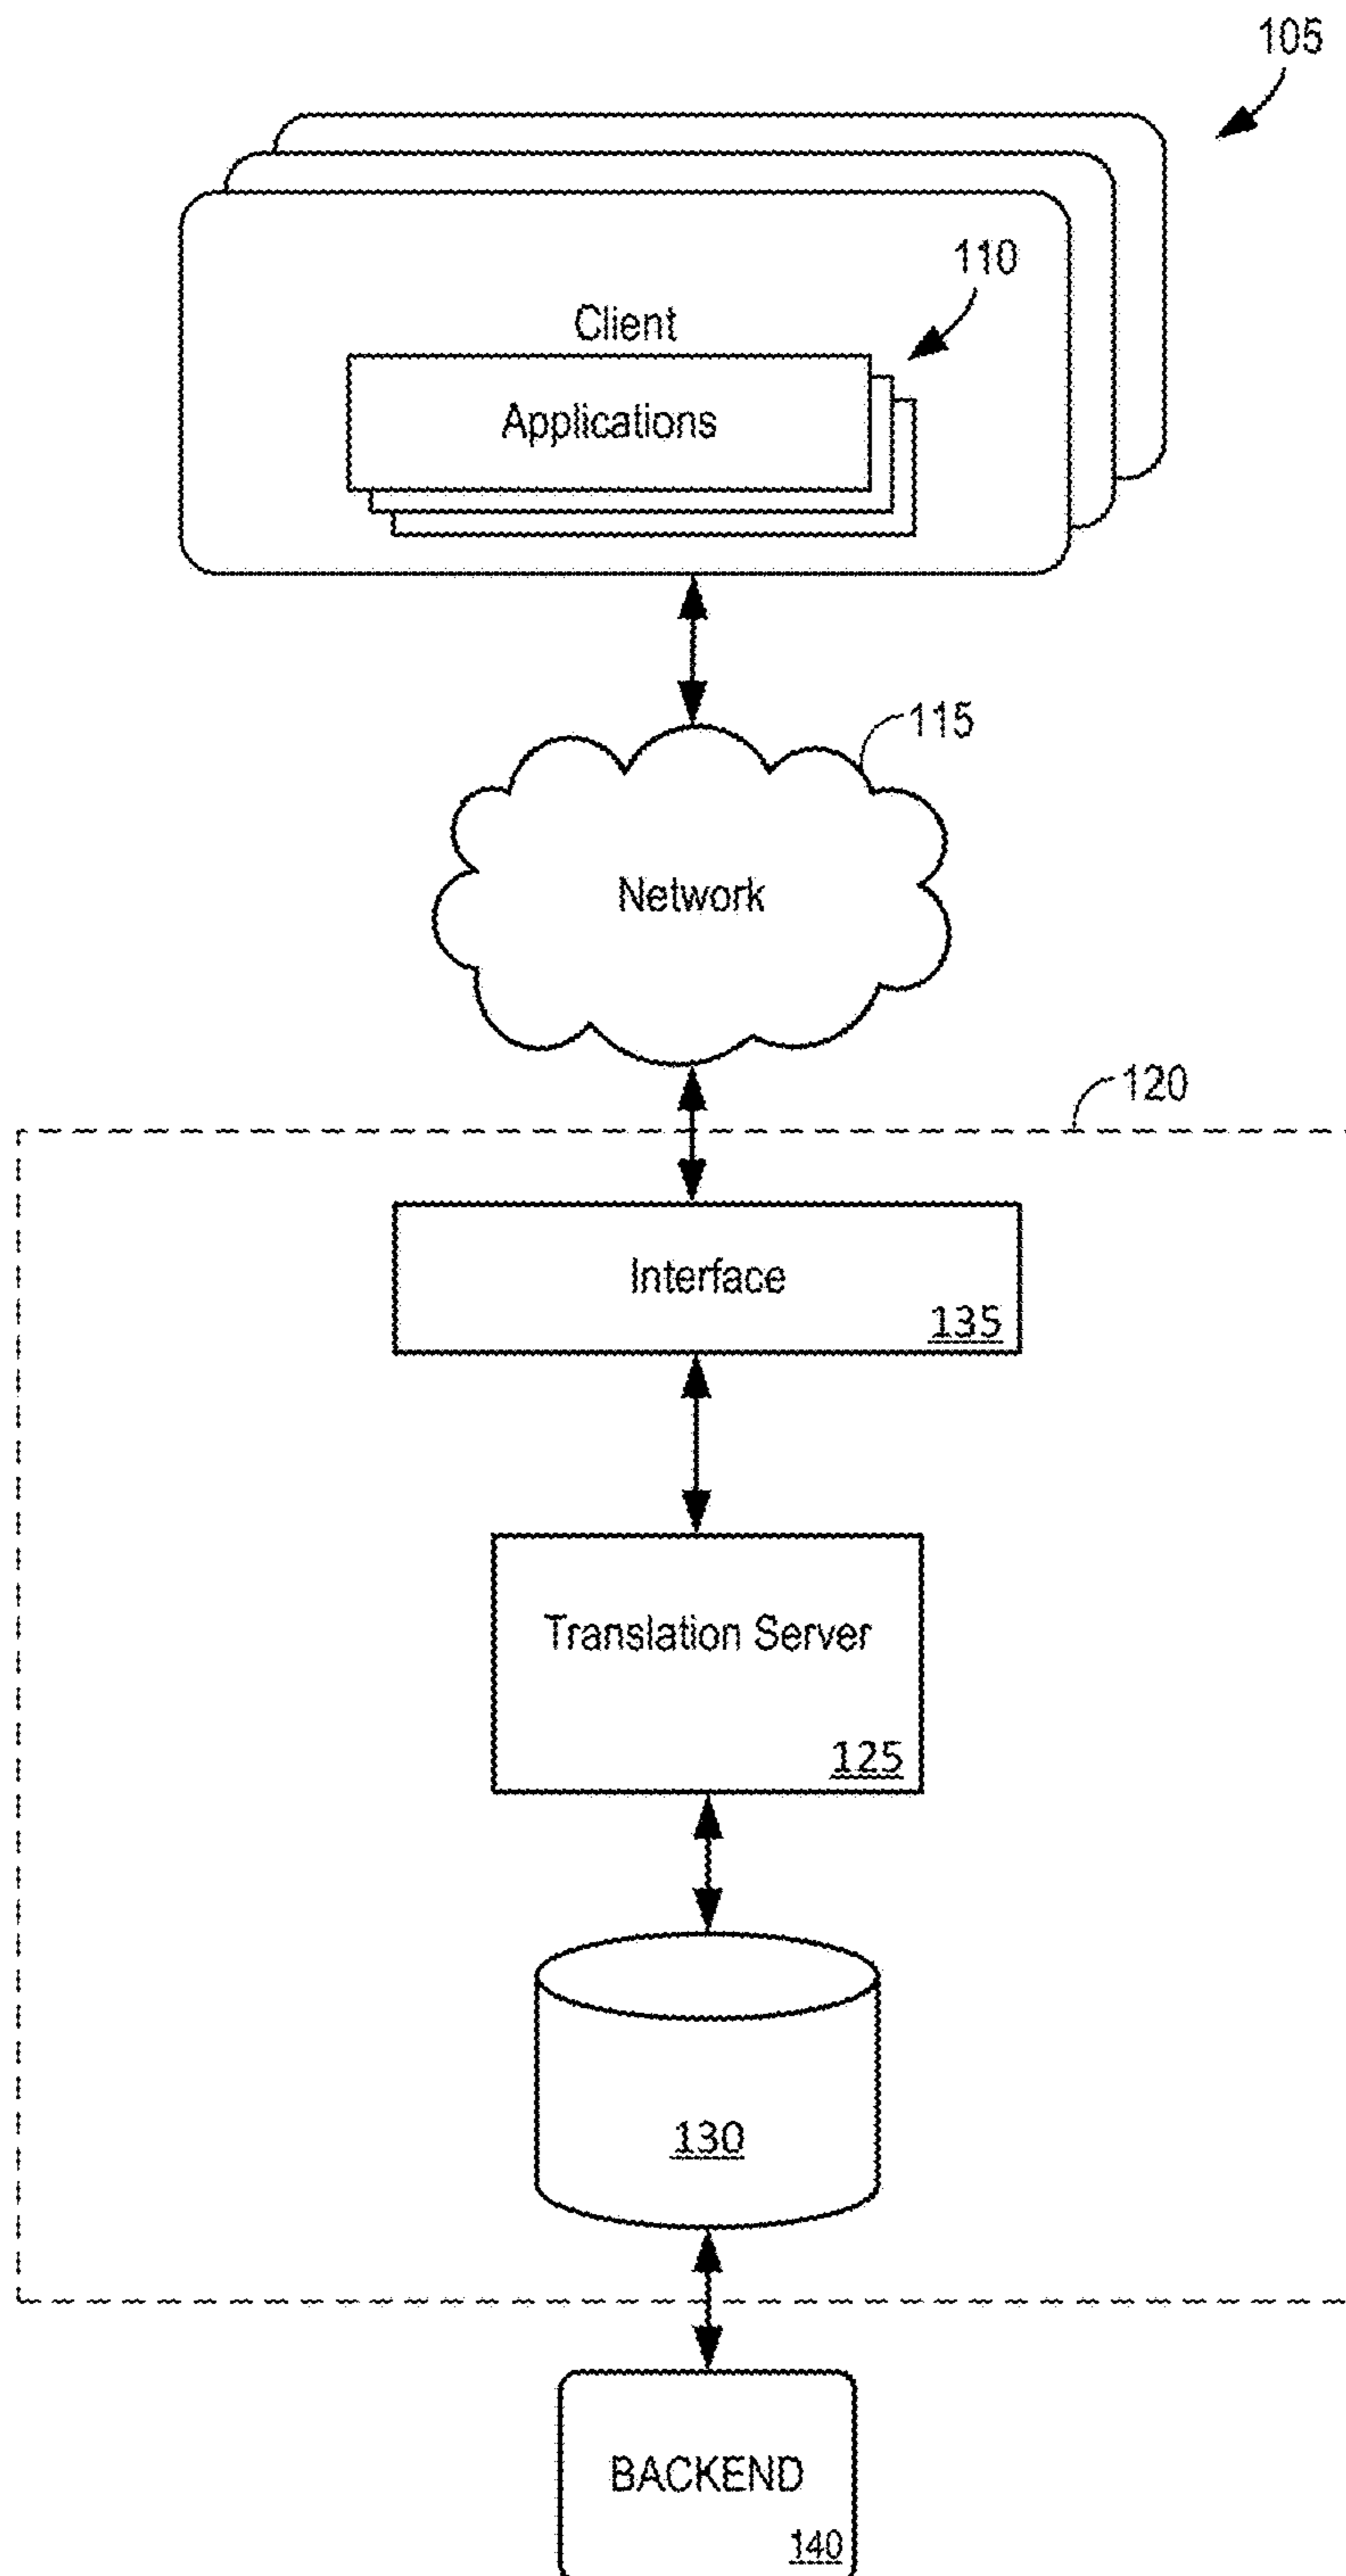 105
110
Client
Applications
115
Network
120
Interface
135
Translation Server
125
130
BACKEND
140